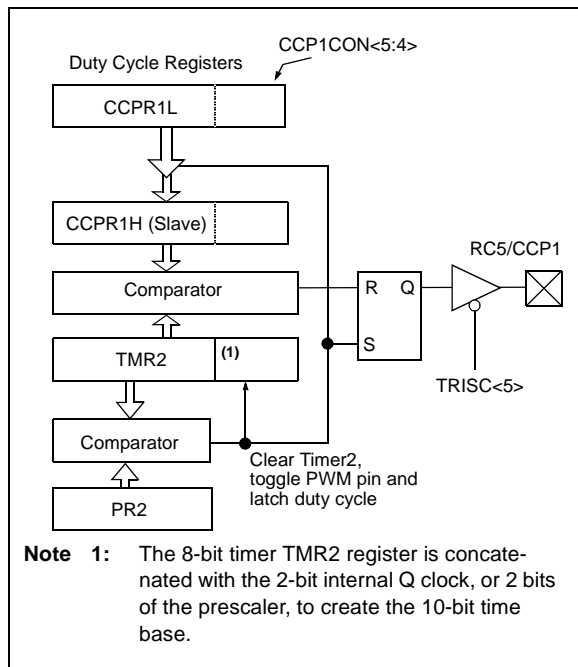 CCP1CON<5:4>
Duty Cycle Registers
CCPR1L
CCPR1H (Slave)
RC5/CCP1
Comparator
R Q
TMR2 (1)
S
TRISC<5>
Comparator
Clear Timer2,
toggle PWM pin and
latch duty cycle
PR2
Note 1: The 8-bit timer TMR2 register is concate-
nated with the 2-bit internal Q clock, or 2 bits
of the prescaler, to create the 10-bit time
base.